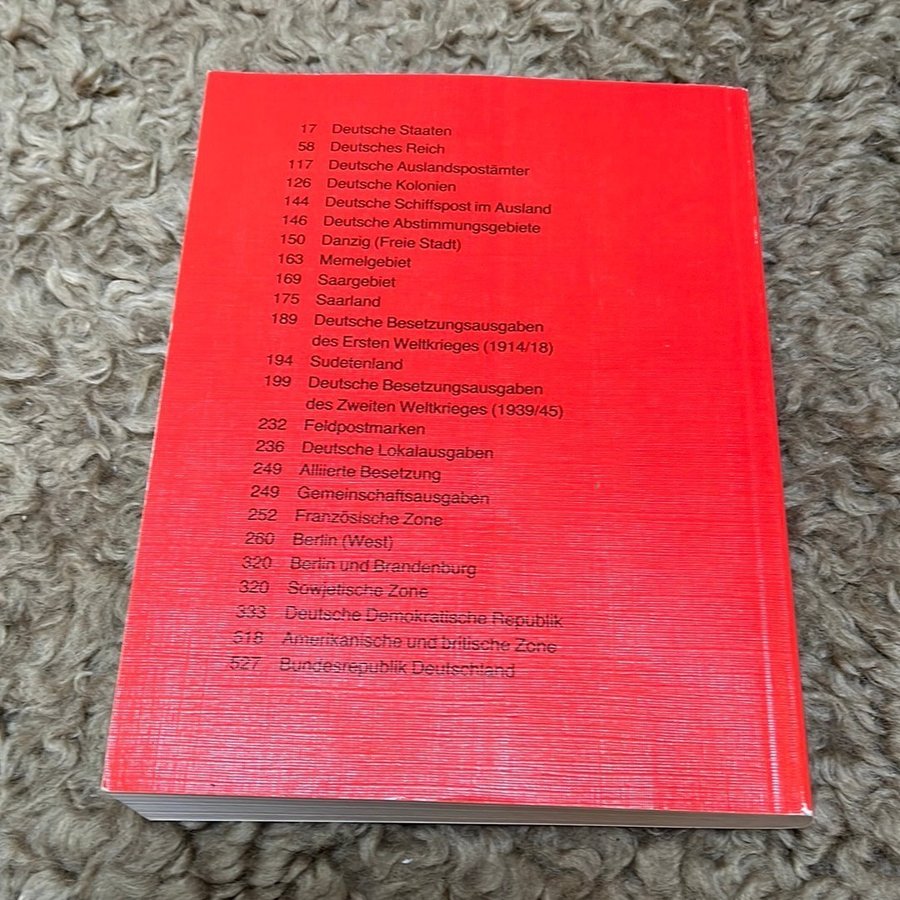 17 Deutsche Staaten
58 Deutsches Reich
117 Deutsche Auslandspostämter
126 Deutsche Kolonien
144 Deutsche Schiffspost im Ausland
146 Deutsche Abstimmungsgebiete
150 Danzig (Freie Stadt)
163 Memelgebiet
169 Saargebiet
175 Saarland
189 Deutsche Besetzungsausgaben
des Ersten Weltkrieges (1914/18)
194 Sudetenland
199 Deutsche Besetzungsausgaben
des Zweiten Weltkrieges (1939/45)
232 Feldpostmarken
236 Deutsche Lokalausgaben
249 Alliierte Besetzung
249 Gemeinschaftsausgaben
252 Französische Zone
260 Berlin (West)
320 Berlin und Brandenburg
320 Sowjetische Zone
333 Deutsche Demokratische Republik
518 Amerikanische und britische Zone
527 Bundesrepublik Deutschland